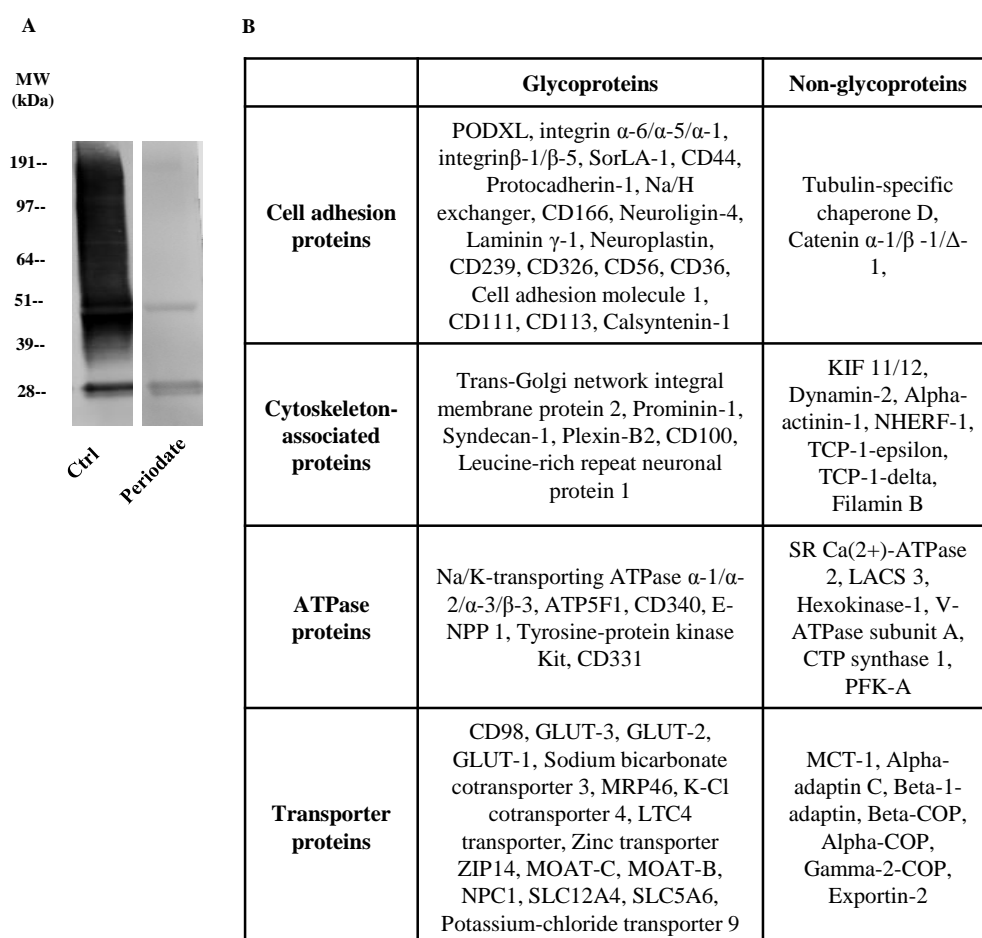 A
B
MW
(kDa)
191--
97--
64--
51--
39--
28--
Ctrl
Periodate
Glycoproteins
Non-glycoproteins
Cell adhesion
proteins
PODXL, integrin α-6/α-5/α-1,
integrinβ-1/β-5, SorLA-1, CD44,
Protocadherin-1, Na/H
exchanger, CD166, Neuroligin-4,
Laminin γ-1, Neuroplastin,
CD239, CD326, CD56, CD36,
Cell adhesion molecule 1,
CD111, CD113, Calsyntenin-1
Tubulin-specific
chaperone D,
Catenin α-1/β -1/Δ-
1,
Cytoskeleton-
associated
proteins
Trans-Golgi network integral
membrane protein 2, Prominin-1,
Syndecan-1, Plexin-B2, CD100,
Leucine-rich repeat neuronal
protein 1
KIF 11/12,
Dynamin-2, Alpha-
actinin-1, NHERF-1,
TCP-1-epsilon,
TCP-1-delta,
Filamin B
ATPase
proteins
Na/K-transporting ATPase α-1/α-
2/α-3/β-3, ATP5F1, CD340, E-
NPP 1, Tyrosine-protein kinase
Kit, CD331
SR Ca(2+)-ATPase
2, LACS 3,
Hexokinase-1, V-
ATPase subunit A,
CTP synthase 1,
PFK-A
Transporter
proteins
CD98, GLUT-3, GLUT-2,
GLUT-1, Sodium bicarbonate
cotransporter 3, MRP46, K-Cl
cotransporter 4, LTC4
transporter, Zinc transporter
ZIP14, MOAT-C, MOAT-B,
NPC1, SLC12A4, SLC5A6,
Potassium-chloride transporter 9
MCT-1, Alpha-
adaptin C, Beta-1-
adaptin, Beta-COP,
Alpha-COP,
Gamma-2-COP,
Exportin-2